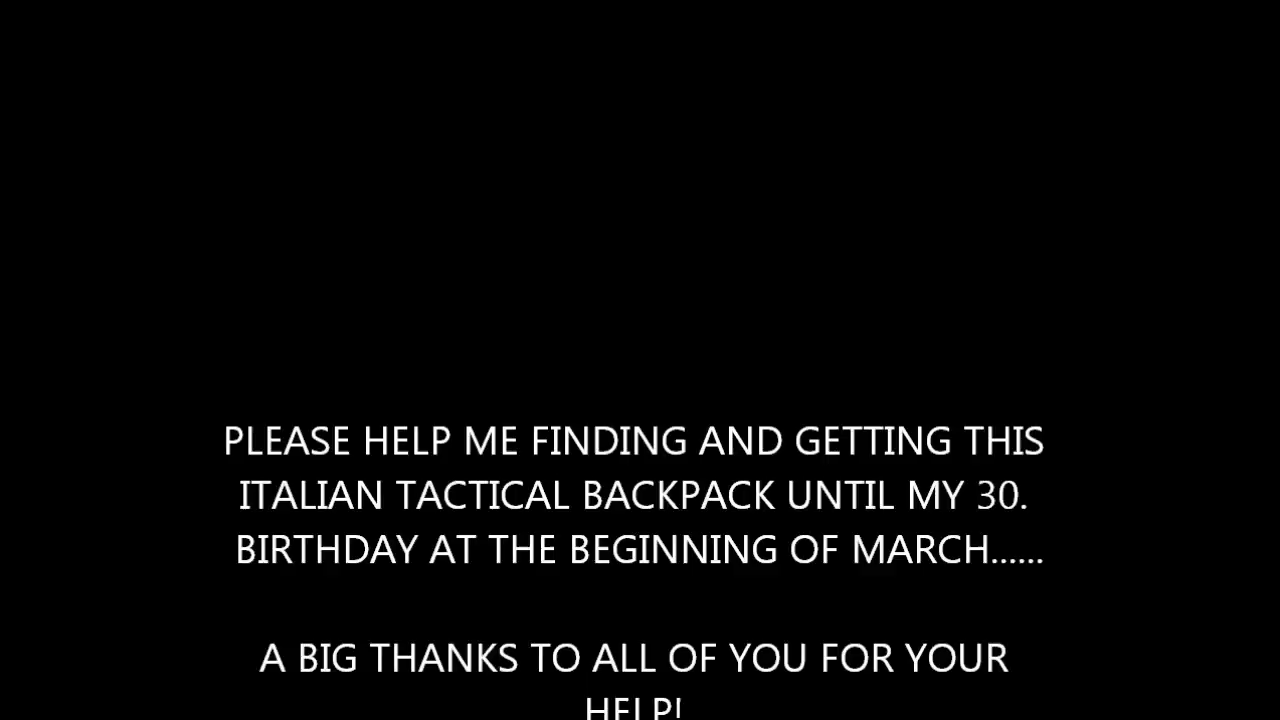 PLEASE HELP ME FINDING AND GETTING THIS
ITALIAN TACTICAL BACKPACK UNTIL MY 30.
BIRTHDAY AT THE BEGINNING OF MARCH......
A BIG THANKS TO ALL OF YOU FOR YOUR
HELP!